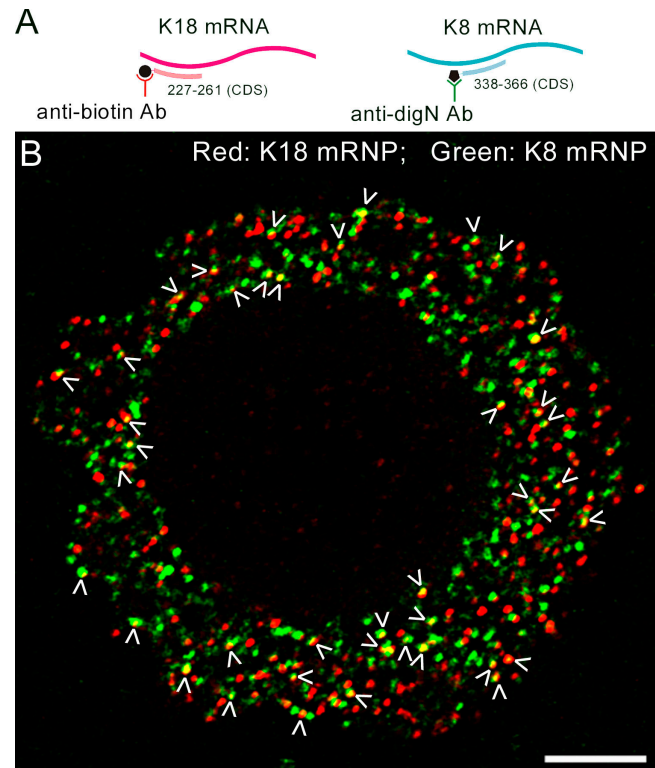 A
K18 mRNA
K8 mRNA
227-261 (CDS)
338-366 (CDS)
anti-biotin Ab
anti-digN Ab
B
Red: K18 mRNP; Green: K8 mRNP